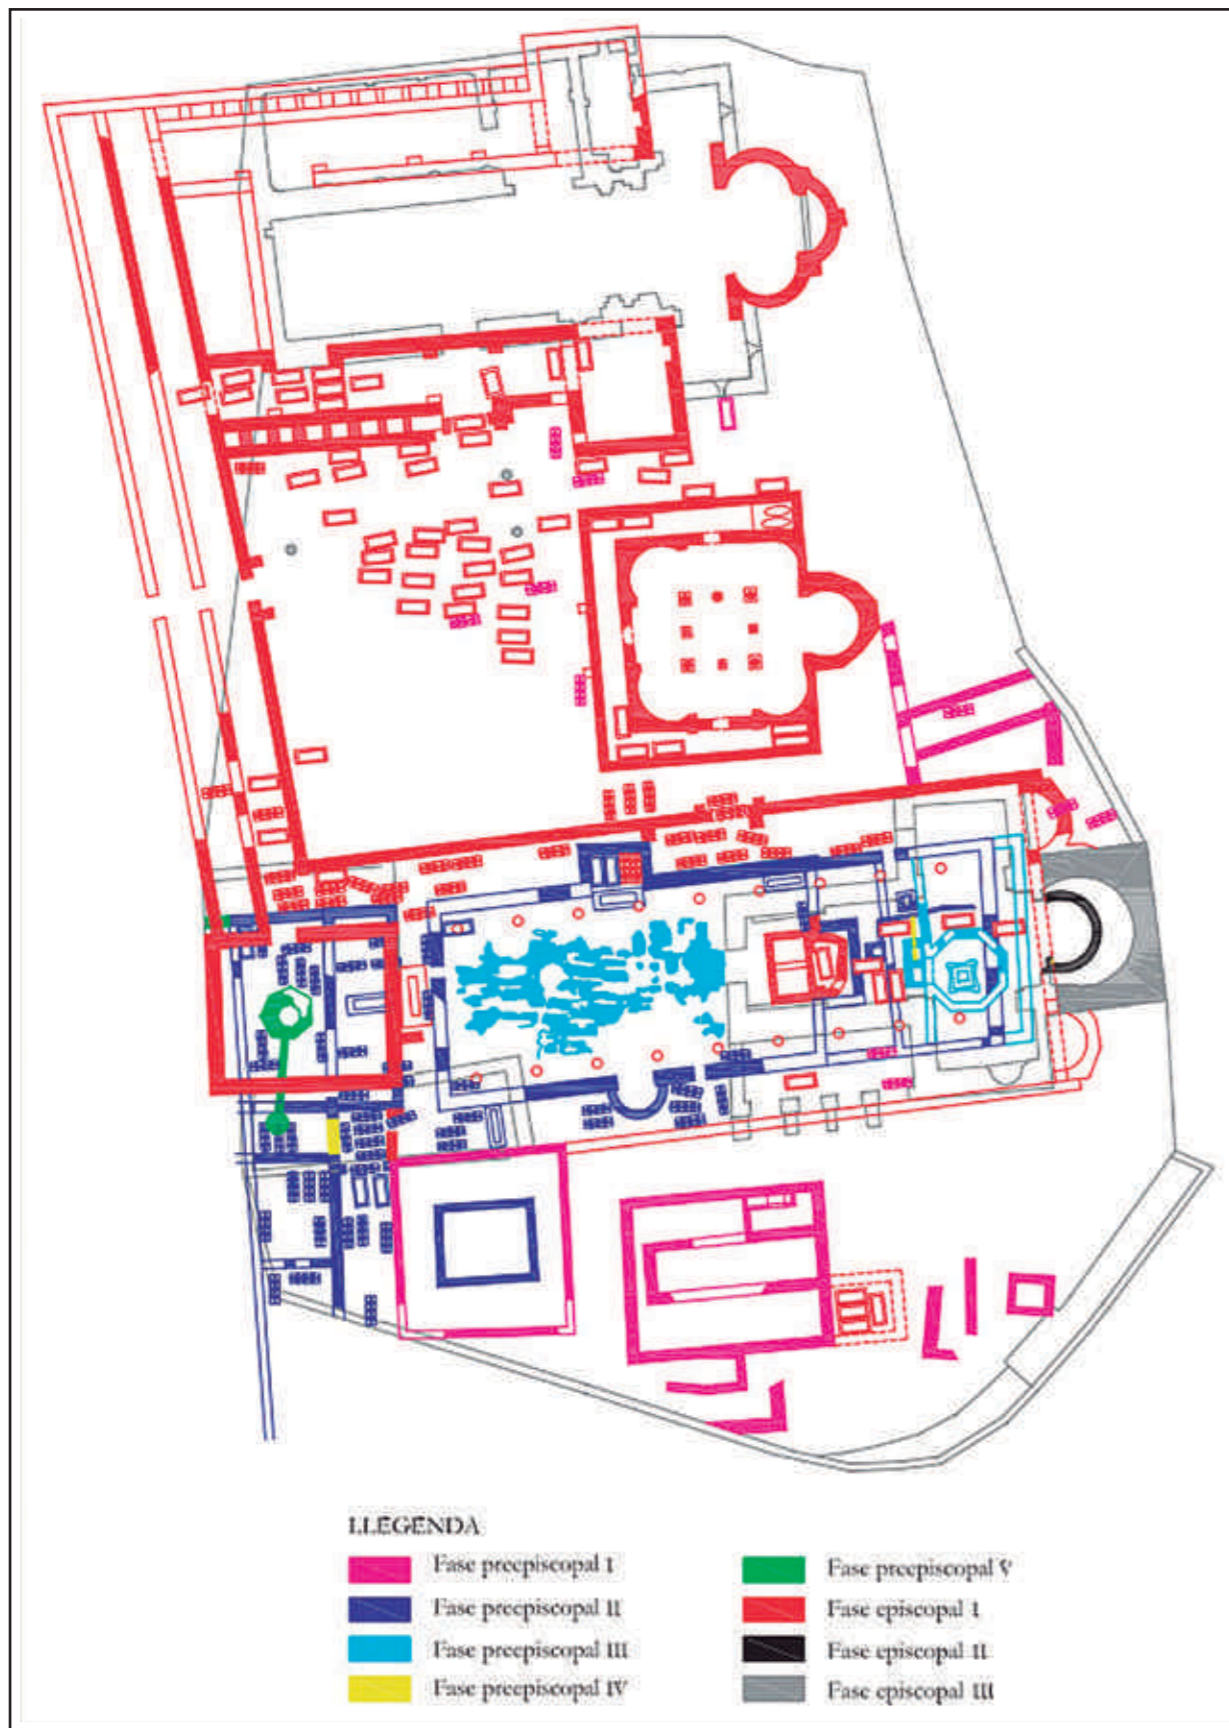 LLEGENDA
Fase preepiscopal I
Fase preepiscopal II
Fase preepiscopal III
Fase preepiscopal IV
Fase preepiscopal V
Fase episcopal I
Fase episcopal II
Fase episcopal III